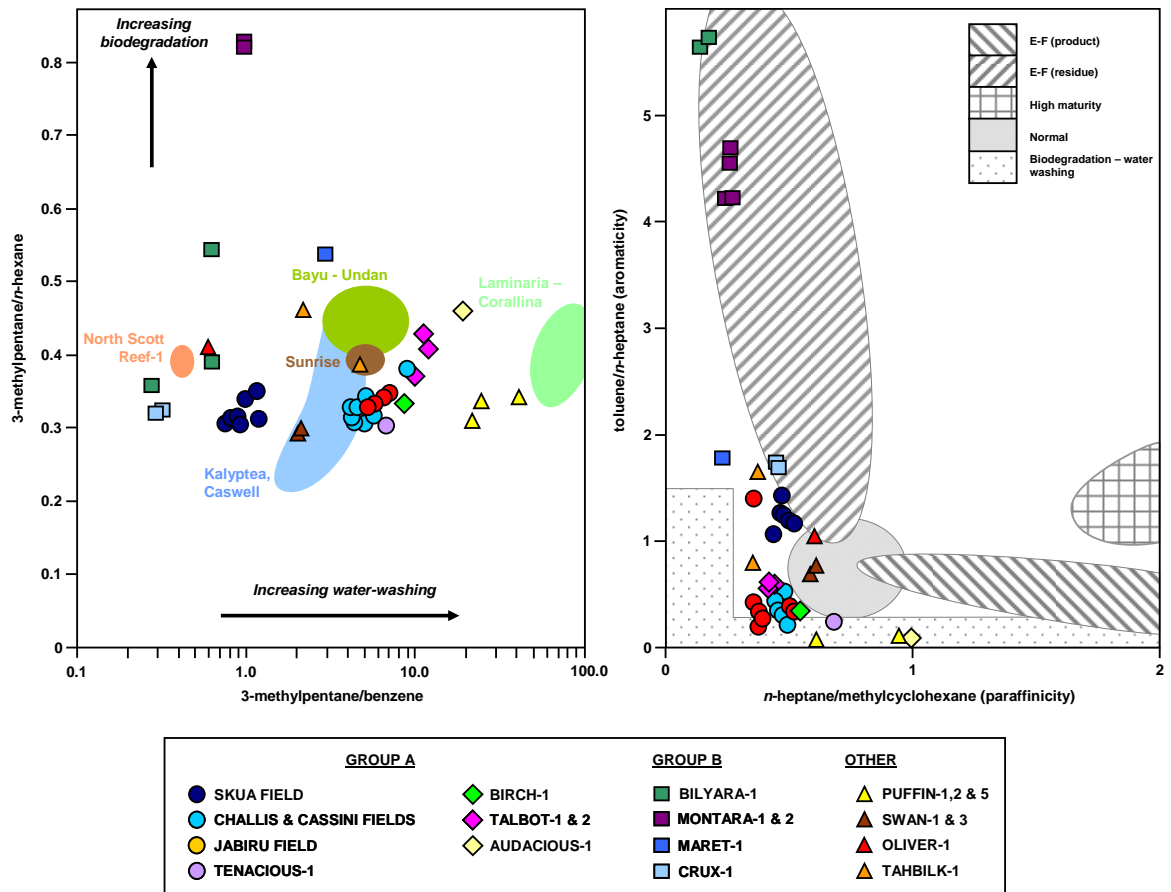 Increasing
biodegradation
0.8
0.7
0.6
0.5
0.4
0.3
0.2
0.1
0
3-methylpentane/n-hexane
Bayu - Undan
Laminaria –
Corallina
North Scott
Reef-1
Sunrise
Kalyptea,
Caswell
Increasing water-washing
0.1
1.0
10.0
100.0
3-methylpentane/benzene
5
4
3
2
1
0
toluene/n-heptane (aromaticity)
E-F (product)
E-F (residue)
High maturity
Normal
Biodegradation – water
washing
0
1
2
n-heptane/methylcyclohexane (paraffinicity)
GROUP A
SKUA FIELD
CHALLIS & CASSINI FIELDS
JABIRU FIELD
TENACIOUS-1
BIRCH-1
TALBOT-1 & 2
AUDACIOUS-1
GROUP B
BILYARA-1
MONTARA-1 & 2
MARET-1
CRUX-1
OTHER
PUFFIN-1,2 & 5
SWAN-1 & 3
OLIVER-1
TAHBILK-1